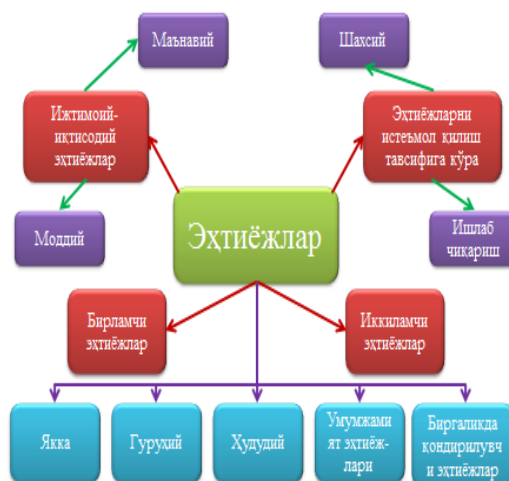 Маънавий
Шахсий
Ижтимоий-
иқтисодий
эҳтиёжлар
Эҳтиёжларни
истеъмол қилиш
тавсифига кўра
Моддий
Эҳтиёжлар
Ишлаб
чиқариш
Бирламчи
эҳтиёжлар
Иккиламчи
эҳтиёжлар
Якка
Гуруҳий
Ҳудудий
Умумжами
ят эҳтиёж-
лари
Биргаликда
қондирилувч
и эҳтиёжлар